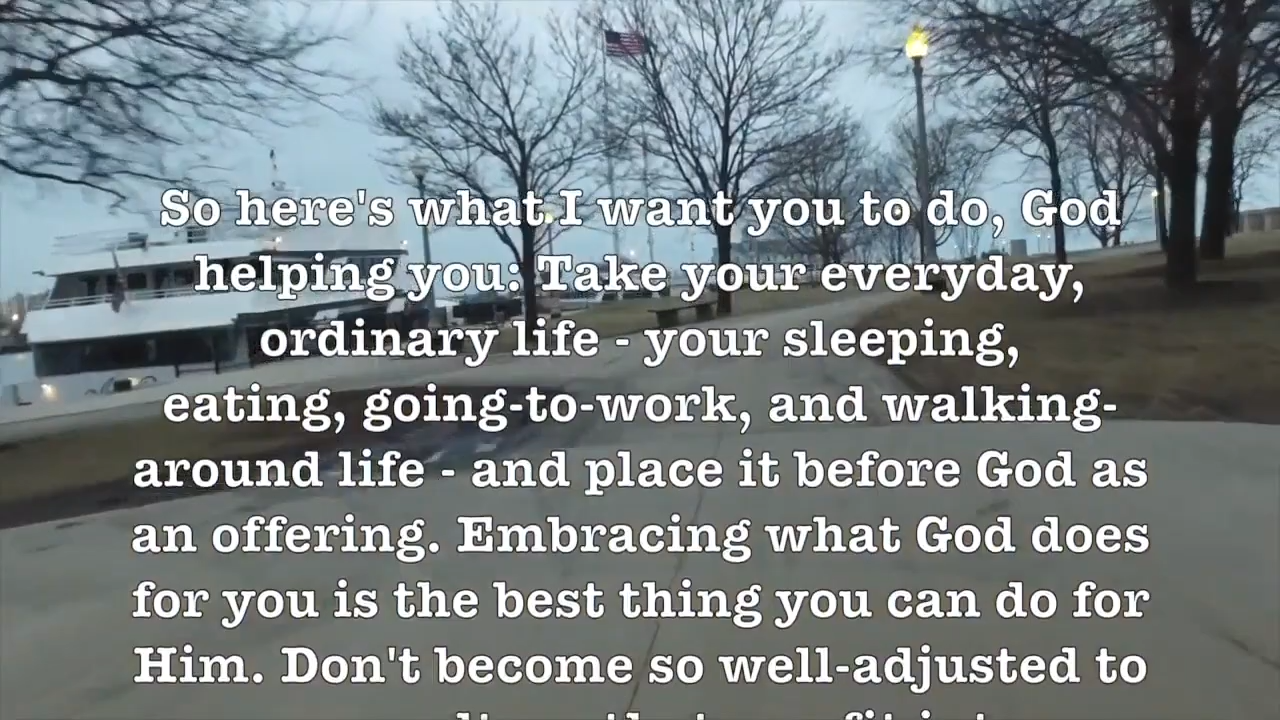 So here's what I want you to do, God
helping you: Take your everyday,
ordinary life - your sleeping,
eating, going-to-work, and walking-
around life - and place it before God as
an offering. Embracing what God does
for you is the best thing you can do for
Him. Don't become so well-adjusted to